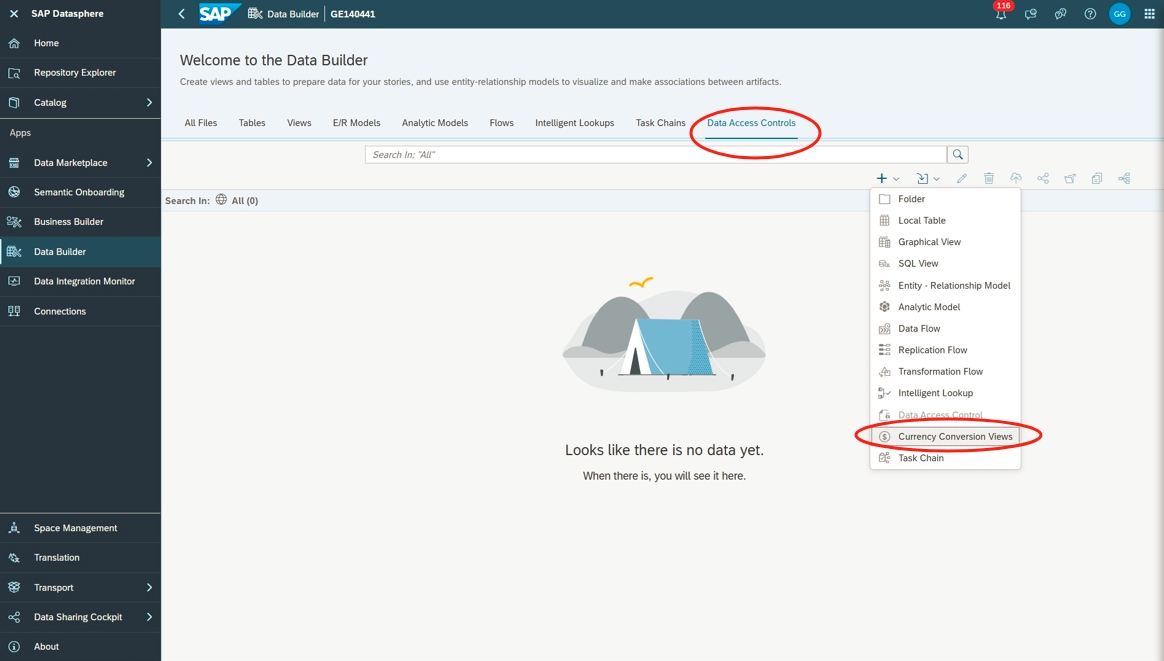 SAP Datasphere
Home
Repository Explorer
Catalog
Apps
Data Marketplace
Semantic Onboarding
Business Builder
Data Builder
Data Integration Monitor
Connections
Space Management
Translation
Transport
Data Sharing Cockpit
About
SAP Data Builder GE140441
116
GG
Welcome to the Data Builder
Create views and tables to prepare data for your stories, and use entity-relationship models to visualize and make associations between artifacts.
All Files Tables Views E/R Models Analytic Models Flows Intelligent Lookups Task Chains Data Access Controls
Search In: "All"
Search In: All (0)
Folder
Local Table
Graphical View
SQL View
Entity - Relationship Model
Analytic Model
Data Flow
Replication Flow
Transformation Flow
Intelligent Lookup
Data Access Control
Currency Conversion Views
Task Chain
Looks like there is no data yet.
When there is, you will see it here.